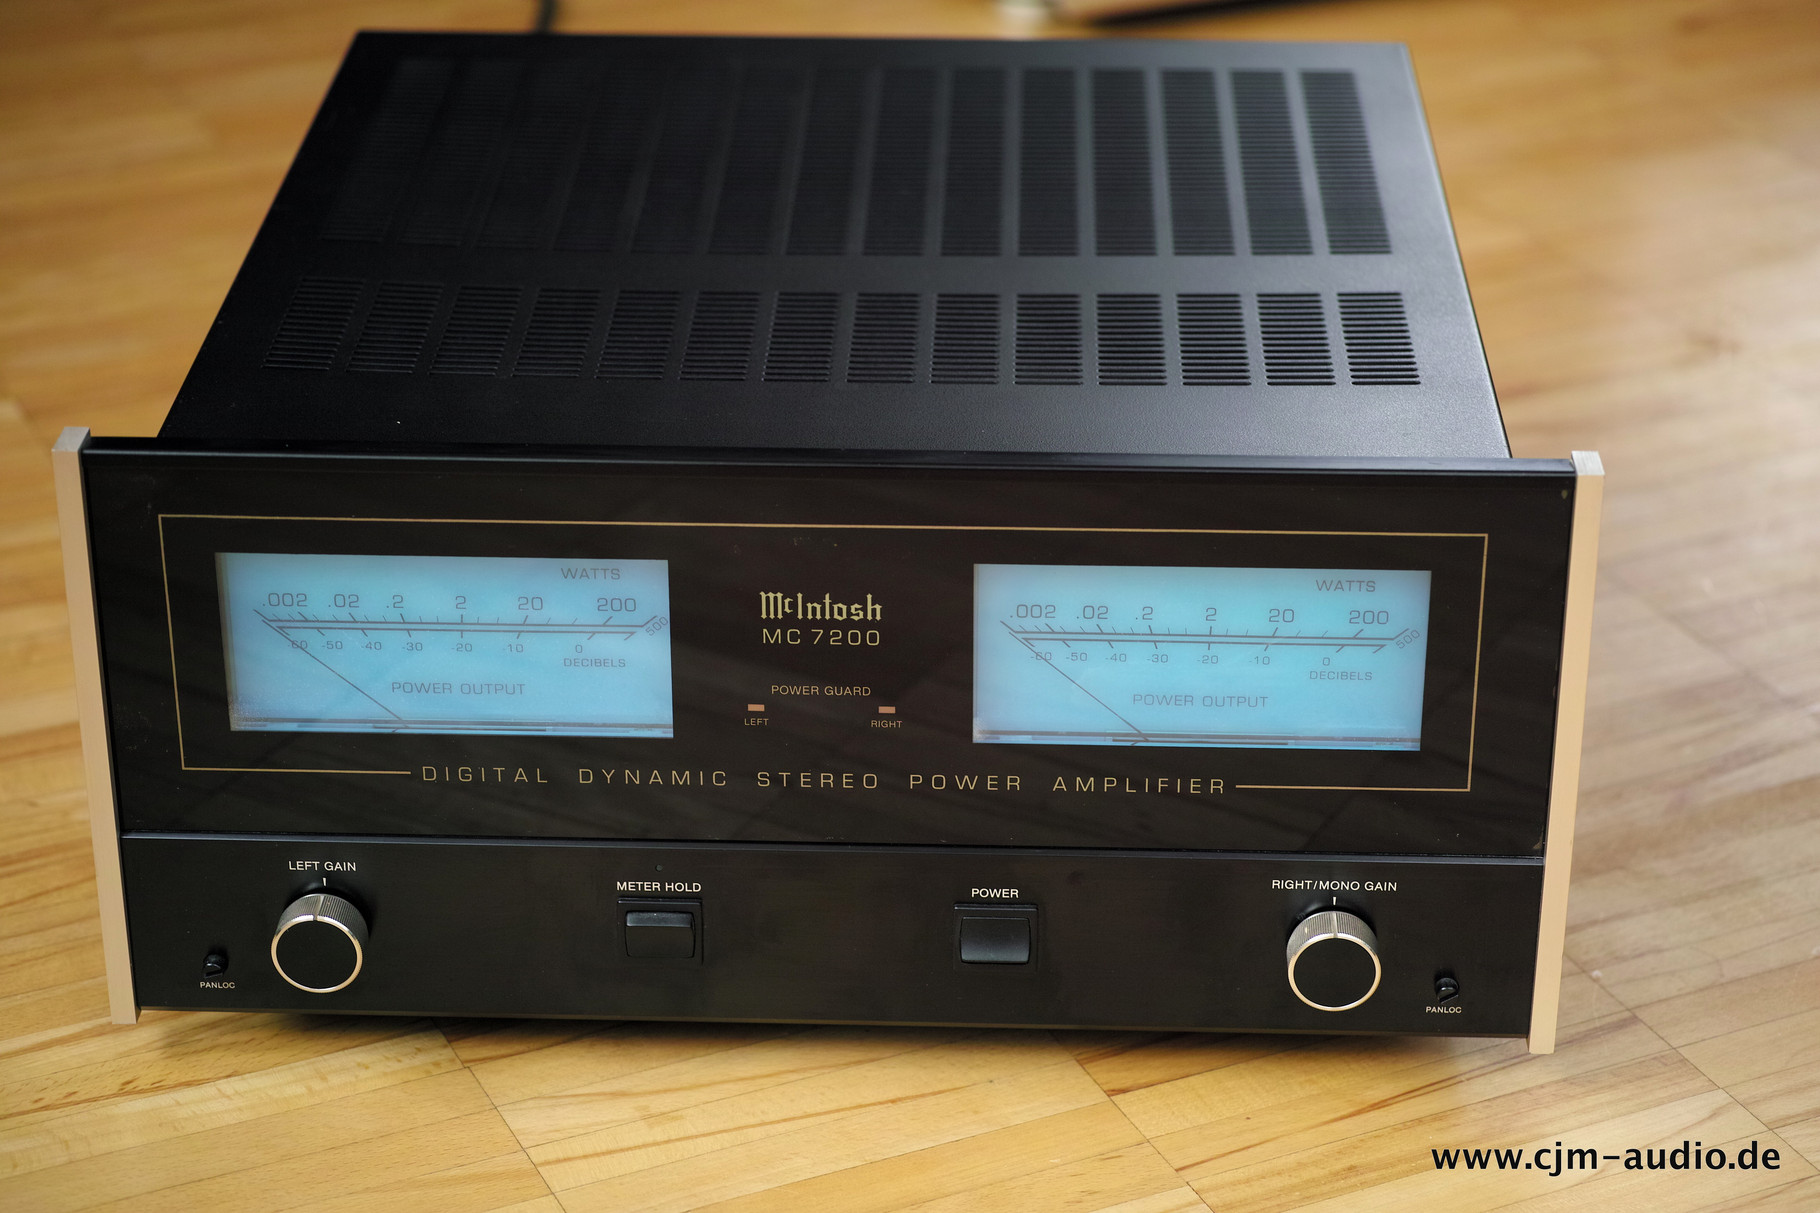 WATTS
.002 .02 .2 2 20 200 500
-60 -50 -40 -30 -20 -10 0
DECIBELS
POWER OUTPUT
McIntosh
MC 7200
POWER GUARD
LEFT RIGHT
WATTS
.002 .02 .2 2 20 200 500
-60 -50 -40 -30 -20 -10 0
DECIBELS
POWER OUTPUT
DIGITAL DYNAMIC STEREO POWER AMPLIFIER
LEFT GAIN
METER HOLD
POWER
RIGHT/MONO GAIN
PANLOC
PANLOC
www.cjm-audio.de